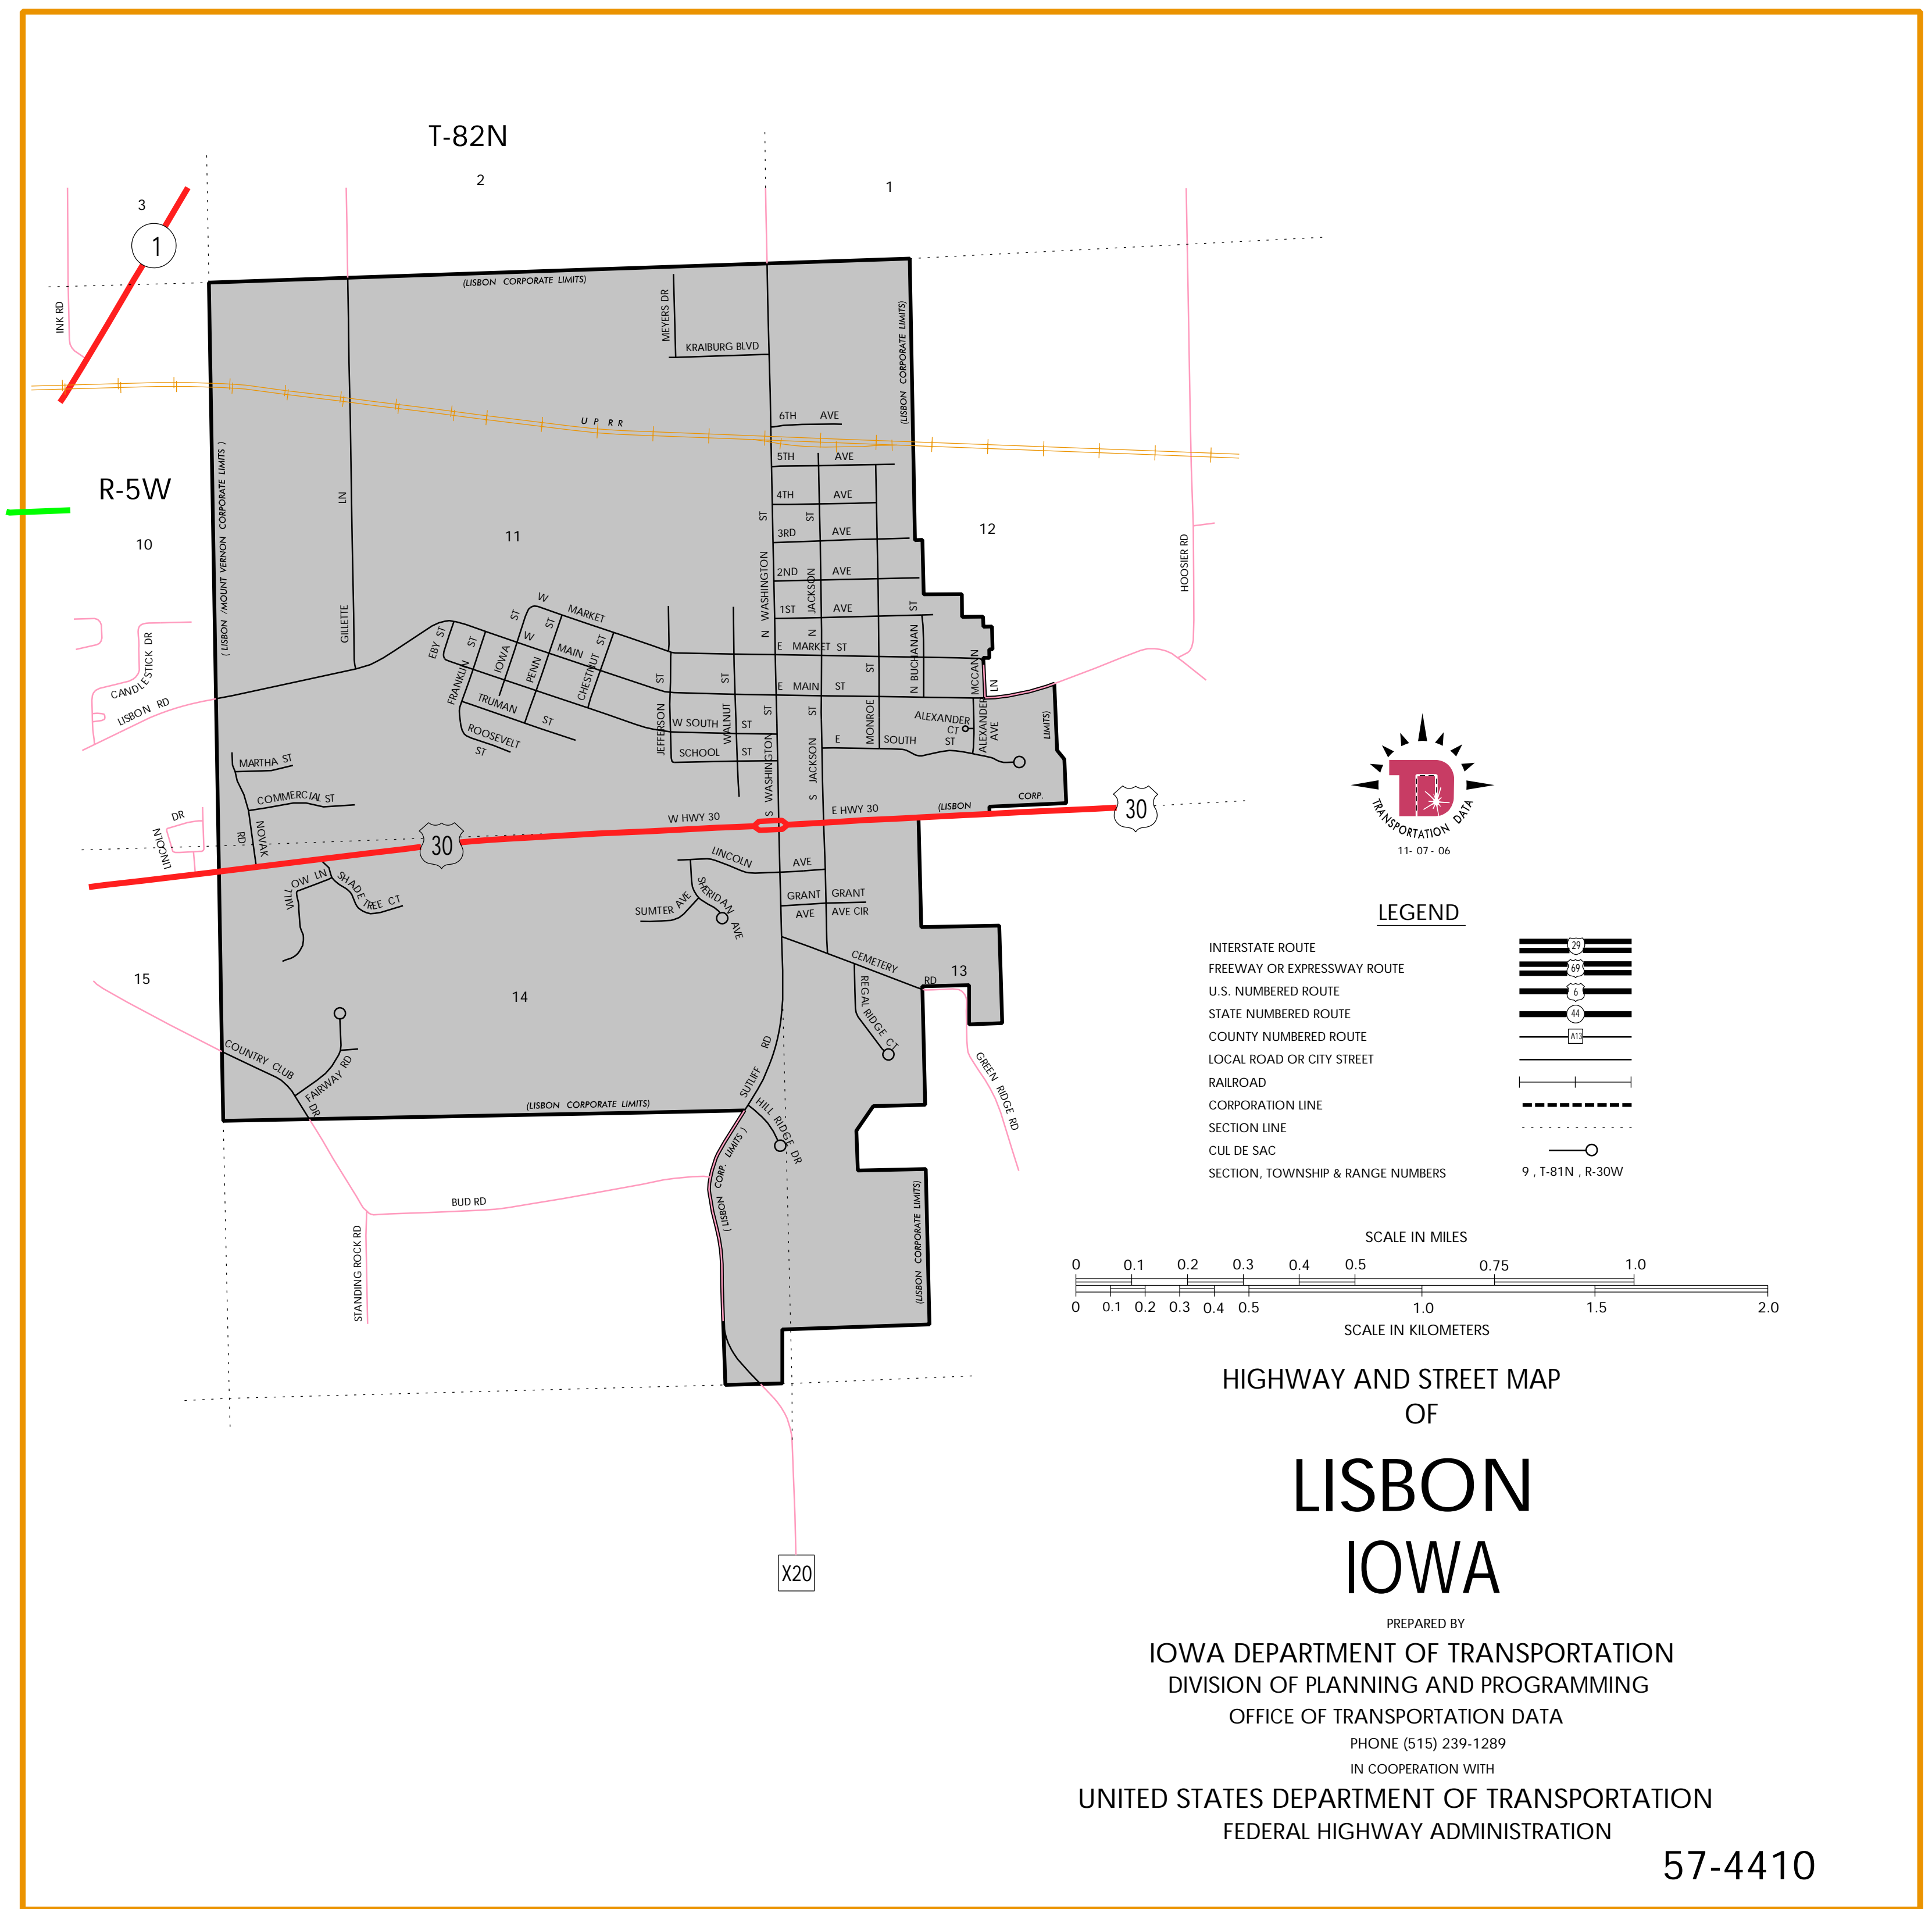 T-82N
2
1
3
1
(LISBON CORPORATE LIMITS)
INK RD
MEYERS DR
(LISBON CORPORATE LIMITS)
KRAIBURG BLVD
6TH AVE
U P R R
5TH AVE
R-5W
(LISBON /MOUNT VERNON CORPORATE LIMITS )
4TH AVE
10
11
12
3RD AVE
HOOSIER RD
2ND AVE
1ST AVE
GILLETTE LN
N WASHINGTON ST
N JACKSON ST
N BUCHANAN ST
W MARKET ST
E MARKET ST
W MAIN ST
E MAIN ST
EBY ST
FRANKLIN ST
IOWA ST
PENN ST
CHESTNUT ST
TRUMAN ST
ROOSEVELT ST
JEFFERSON ST
WALNUT ST
W SOUTH ST
SCHOOL ST
S WASHINGTON ST
S JACKSON ST
MONROE ST
E SOUTH ST
MCCANN LN
ALEXANDER CT
ALEXANDER AVE
CANDLESTICK DR
LISBON RD
MARTHA ST
COMMERCIAL ST
NOVAK RD
LINCOLN DR
W HWY 30
E HWY 30
(LISBON CORP. LIMITS)
30
30
LINCOLN AVE
WILLOW LN
SHADE TREE CT
SUMTER AVE
SHERIDAN AVE
GRANT AVE
GRANT AVE CIR
CEMETERY RD
13
15
14
REGAL RIDGE CT
COUNTRY CLUB DR
FAIRWAY RD
SUTLIFF RD
HILL RIDGE DR
GREEN RIDGE RD
(LISBON CORPORATE LIMITS)
(LISBON CORP. LIMITS )
BUD RD
STANDING ROCK RD
(LISBON CORPORATE LIMITS)
X20
TRANSPORTATION DATA
11- 07 - 06
LEGEND
INTERSTATE ROUTE 29
FREEWAY OR EXPRESSWAY ROUTE 69
U.S. NUMBERED ROUTE 6
STATE NUMBERED ROUTE 44
COUNTY NUMBERED ROUTE A13
LOCAL ROAD OR CITY STREET
RAILROAD
CORPORATION LINE
SECTION LINE
CUL DE SAC
SECTION, TOWNSHIP & RANGE NUMBERS 9 , T-81N , R-30W
SCALE IN MILES
0 0.1 0.2 0.3 0.4 0.5 0.75 1.0
0 0.1 0.2 0.3 0.4 0.5 1.0 1.5 2.0
SCALE IN KILOMETERS
HIGHWAY AND STREET MAP
OF
LISBON
IOWA
PREPARED BY
IOWA DEPARTMENT OF TRANSPORTATION
DIVISION OF PLANNING AND PROGRAMMING
OFFICE OF TRANSPORTATION DATA
PHONE (515) 239-1289
IN COOPERATION WITH
UNITED STATES DEPARTMENT OF TRANSPORTATION
FEDERAL HIGHWAY ADMINISTRATION
57-4410